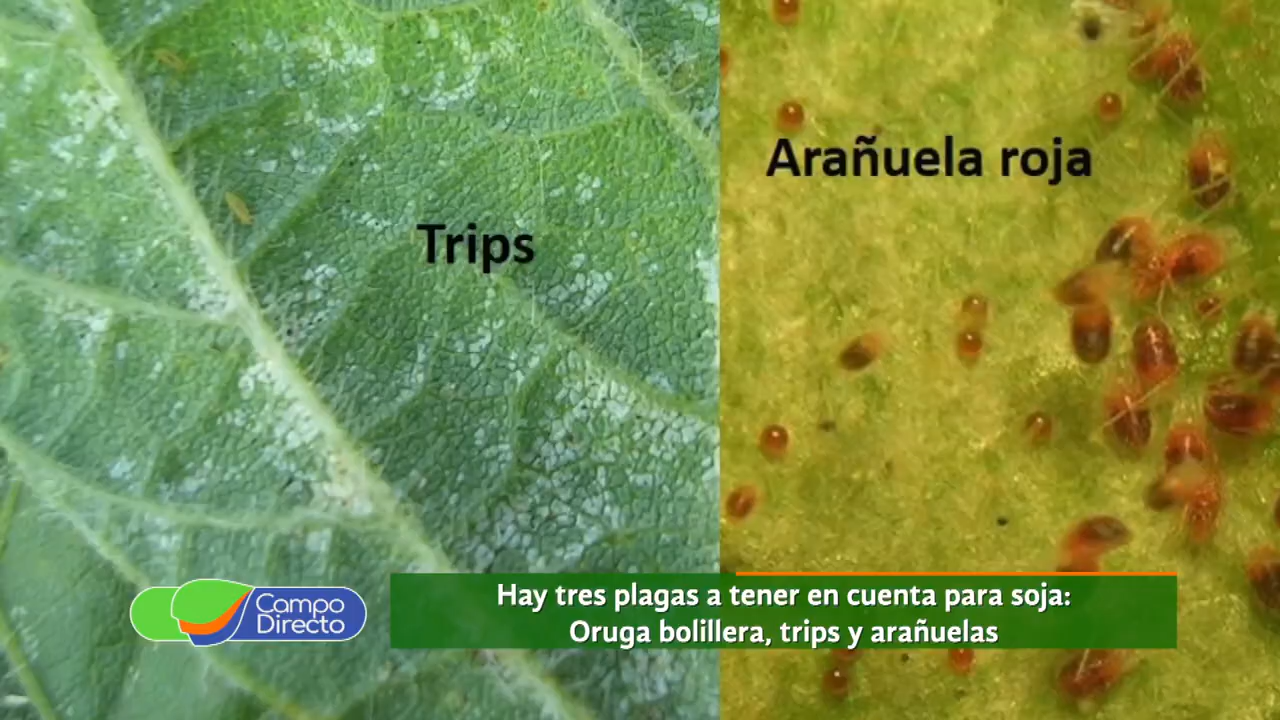 Trips
Arañuela roja
Campo
Directo
Hay tres plagas a tener en cuenta para soja:
Oruga bolillera, trips y arañuelas